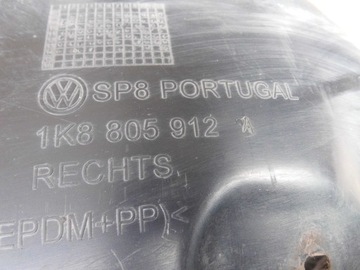 SP8 PORTUGAL
1K8 805 912 A
RECHTS.
EPDM+PP)<